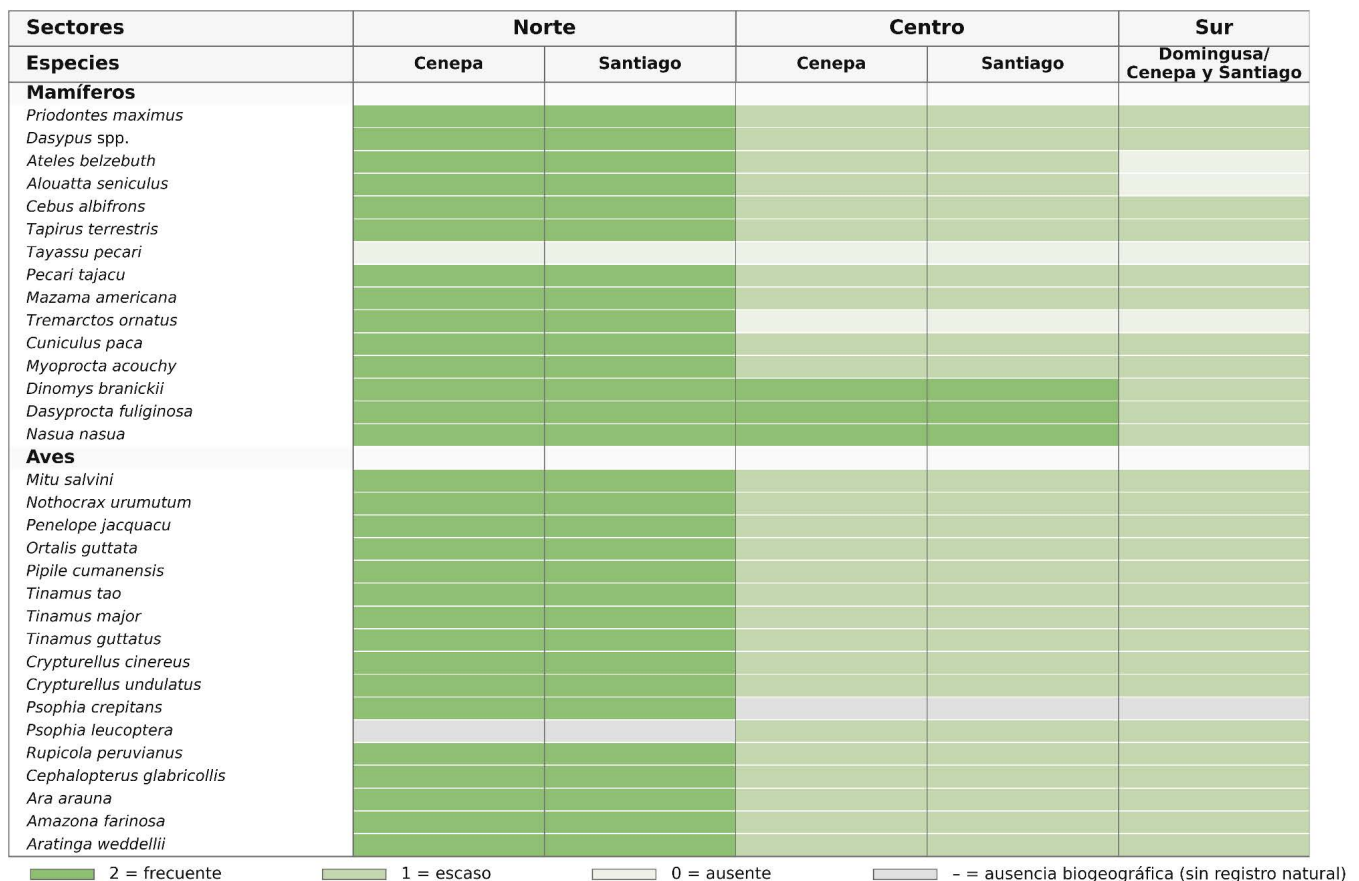 Sectores Norte Centro Sur
Especies Cenepa Santiago Cenepa Santiago Domingusa/
Cenepa y Santiago
Mamíferos
Priodontes maximus
Dasypus spp.
Ateles belzebuth
Alouatta seniculus
Cebus albifrons
Tapirus terrestris
Tayassu pecari
Pecari tajacu
Mazama americana
Tremarctos ornatus
Cuniculus paca
Myoprocta acouchy
Dinomys branickii
Dasyprocta fuliginosa
Nasua nasua
Aves
Mitu salvini
Nothocrax urumutum
Penelope jacquacu
Ortalis guttata
Pipile cumanensis
Tinamus tao
Tinamus major
Tinamus guttatus
Crypturellus cinereus
Crypturellus undulatus
Psophia crepitans
Psophia leucoptera
Rupicola peruvianus
Cephalopterus glabricollis
Ara arauna
Amazona farinosa
Aratinga weddellii
2 = frecuente 1 = escaso 0 = ausente – = ausencia biogeográfica (sin registro natural)